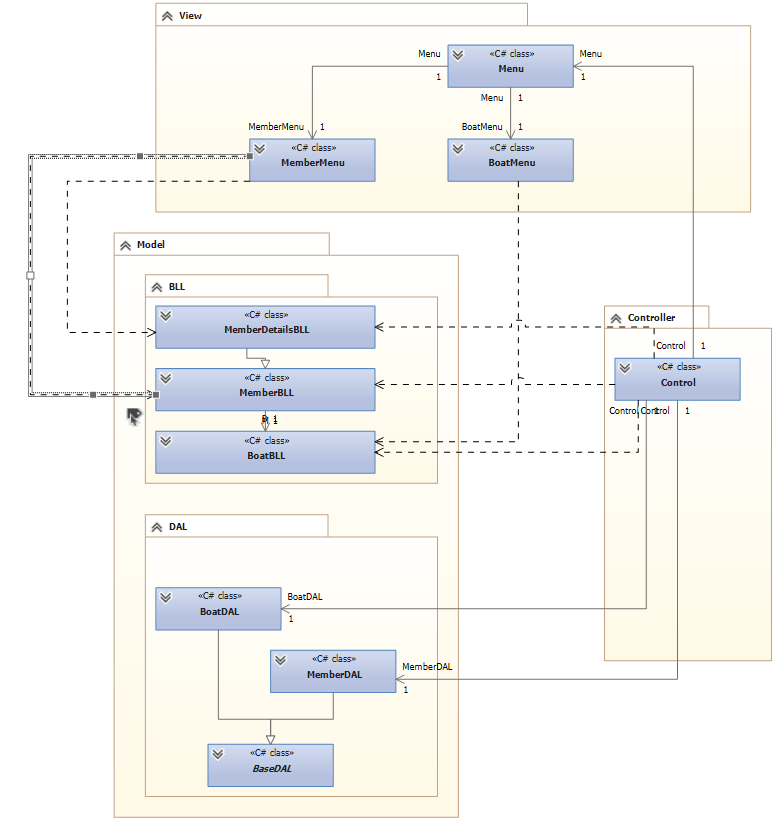 View
Menu
«C# class»
Menu
Menu
1
1
Menu
1
MemberMenu
1
BoatMenu
1
«C# class»
MemberMenu
«C# class»
BoatMenu
Model
BLL
«C# class»
MemberDetailsBLL
Controller
Control
1
«C# class»
MemberBLL
«C# class»
Control
Control
Control
1
1
«C# class»
BoatBLL
DAL
«C# class»
BoatDAL
BoatDAL
1
«C# class»
MemberDAL
MemberDAL
1
«C# class»
BaseDAL